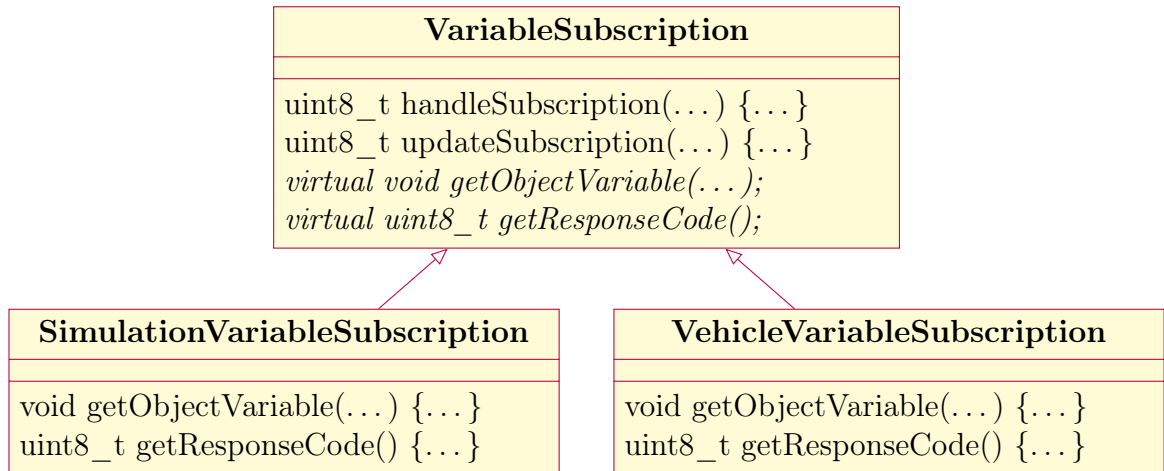 VariableSubscription
uint8_t handleSubscription(...) {...}
uint8_t updateSubscription(...) {...}
virtual void getObjectVariable(...);
virtual uint8_t getResponseCode();
SimulationVariableSubscription
void getObjectVariable(...) {...}
uint8_t getResponseCode() {...}
VehicleVariableSubscription
void getObjectVariable(...) {...}
uint8_t getResponseCode() {...}